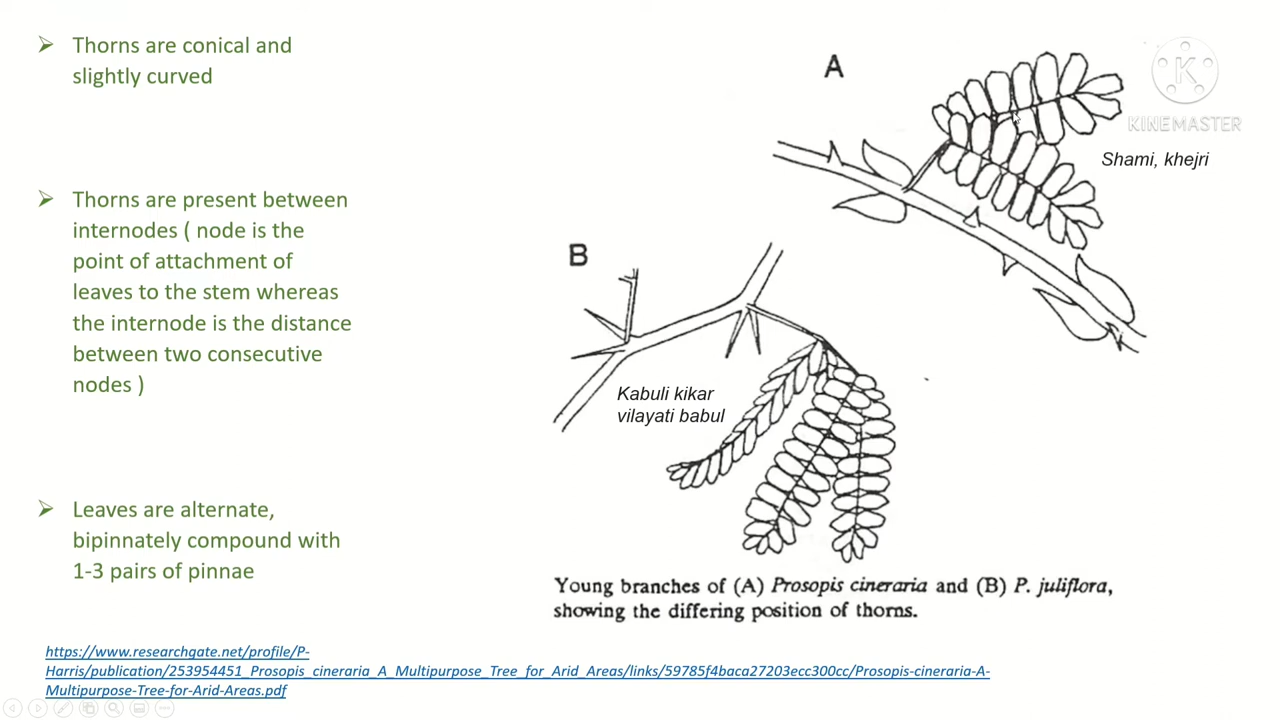 Thorns are conical and
slightly curved
Thorns are present between
internodes ( node is the
point of attachment of
leaves to the stem whereas
the internode is the distance
between two consecutive
nodes )
Leaves are alternate,
bipinnately compound with
1-3 pairs of pinnae
A
K
KINEMASTER
Shami, khejri
B
Kabuli kikar
vilayati babul
Young branches of (A) Prosopis cineraria and (B) P. juliflora,
showing the differing position of thorns.
https://www.researchgate.net/profile/P-
Harris/publication/253954451_Prosopis_cineraria_A_Multipurpose_Tree_for_Arid_Areas/links/59785f4baca27203ecc300cc/Prosopis-cineraria-A-
Multipurpose-Tree-for-Arid-Areas.pdf